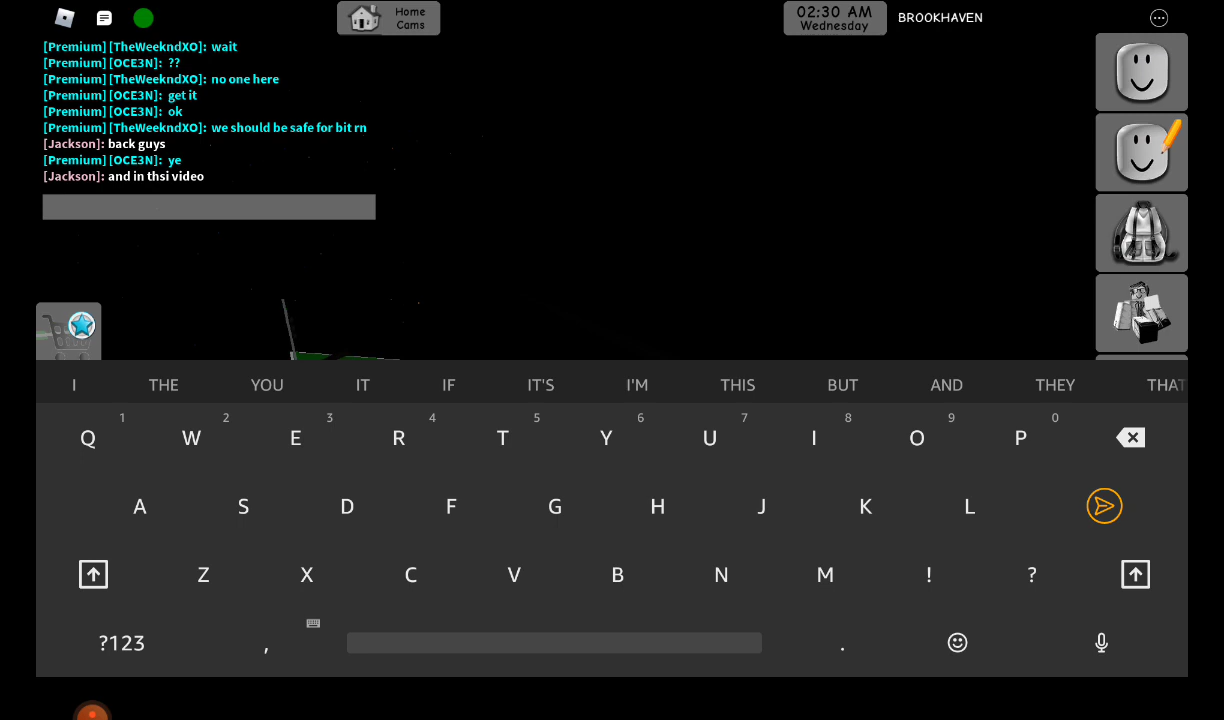 Home
Cams
02:30 AM
Wednesday
BROOKHAVEN
[Premium] [TheWeekndXO]: wait
[Premium] [OCE3N]: ??
[Premium] [TheWeekndXO]: no one here
[Premium] [OCE3N]: get it
[Premium] [OCE3N]: ok
[Premium] [TheWeekndXO]: we should be safe for bit rn
[Jackson]: back guys
[Premium] [OCE3N]: ye
[Jackson]: and in thsi video
I THE YOU IT IF IT'S I'M THIS BUT AND THEY THAT
1 2 3 4 5 6 7 8 9 0
Q W E R T Y U I O P
A S D F G H J K L
Z X C V B N M ! ?
?123 , .